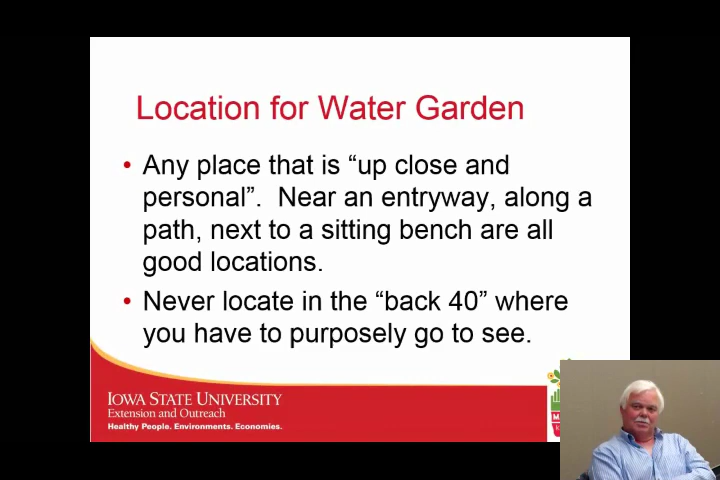 Location for Water Garden
• Any place that is “up close and
personal”.  Near an entryway, along a
path, next to a sitting bench are all
good locations.
• Never locate in the “back 40” where
you have to purposely go to see.
IOWA STATE UNIVERSITY
Extension and Outreach
Healthy People. Environments. Economies.